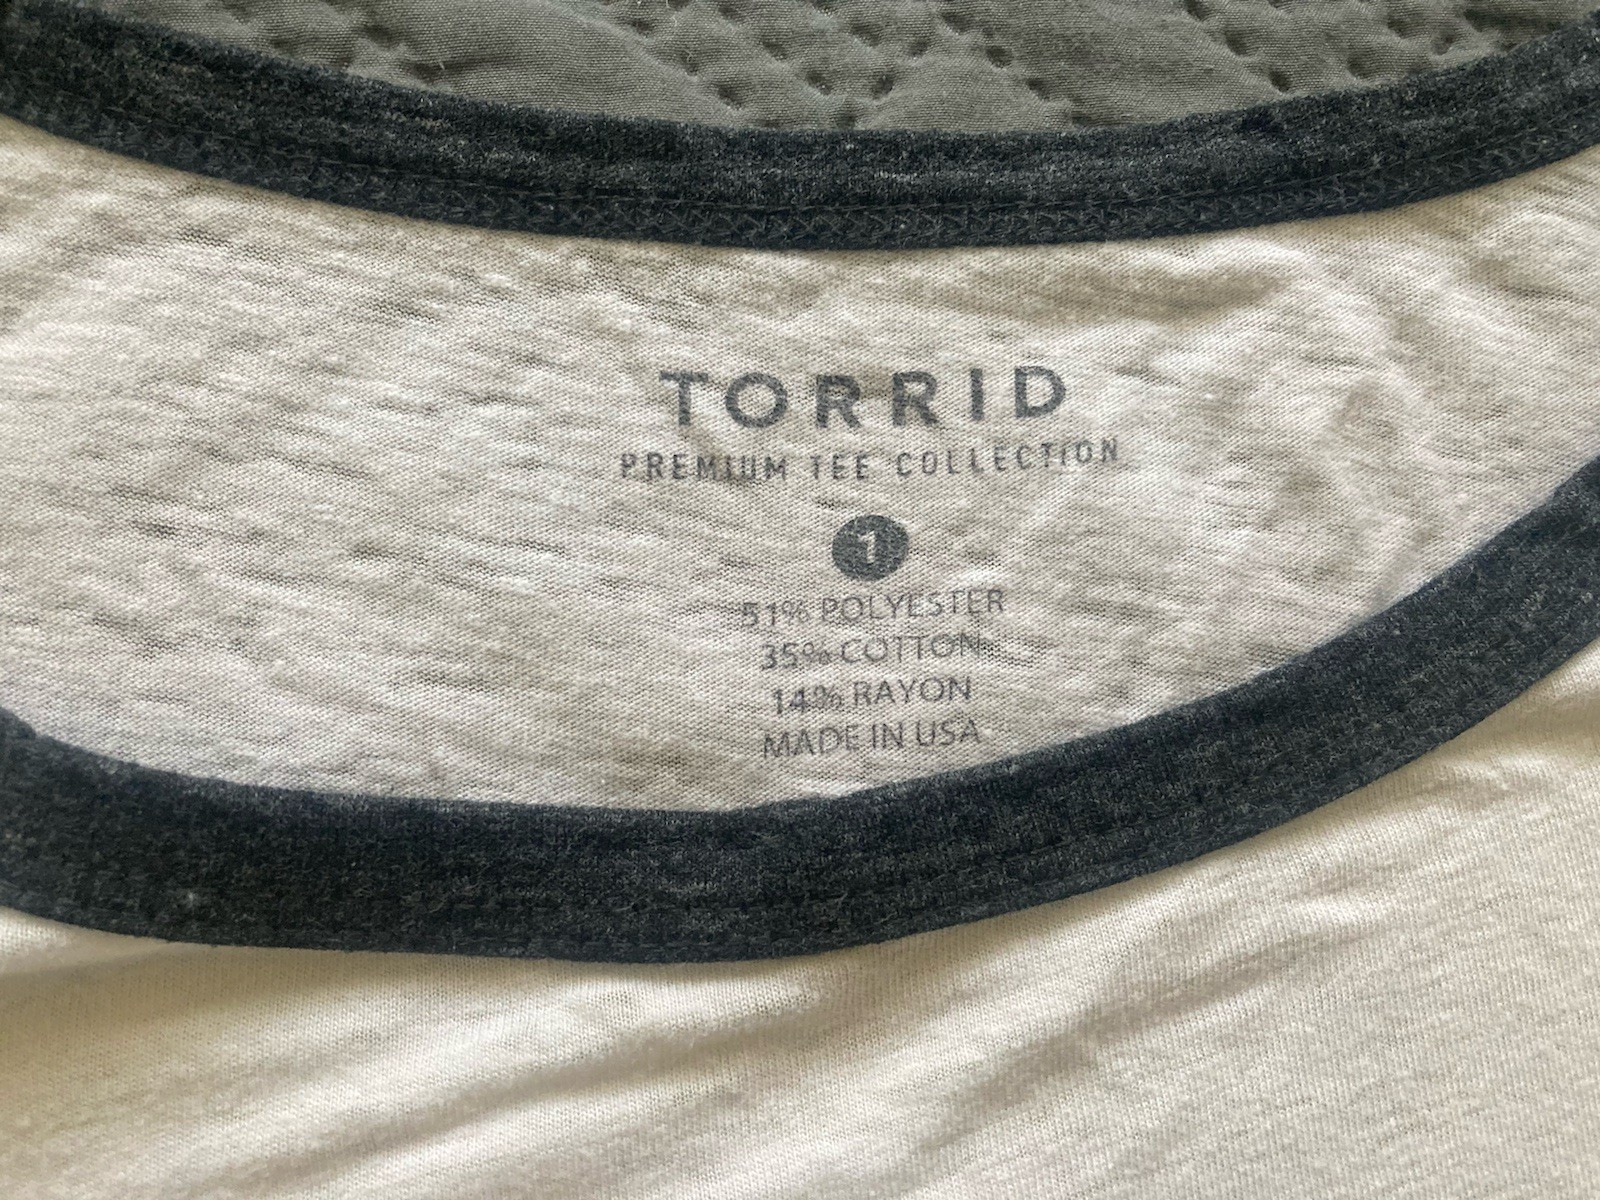 TORRID
PREMIUM TEE COLLECTION
1
51% POLYESTER
35% COTTON
14% RAYON
MADE IN USA